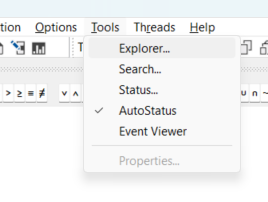 tion Options Tools Threads Help
Explorer...
Search...
Status...
✓ AutoStatus
Event Viewer
Properties...
> ≥ ≡ ≢ ∨ ∧ ∪ ∩ ~